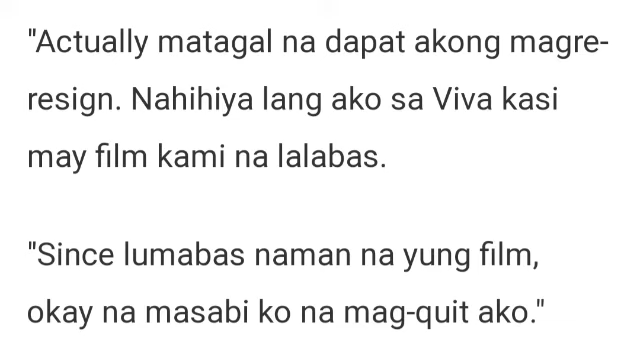 "Actually matagal na dapat akong magre-
resign. Nahihiya lang ako sa Viva kasi
may film kami na lalabas.
"Since lumabas naman na yung film,
okay na masabi ko na mag-quit ako."